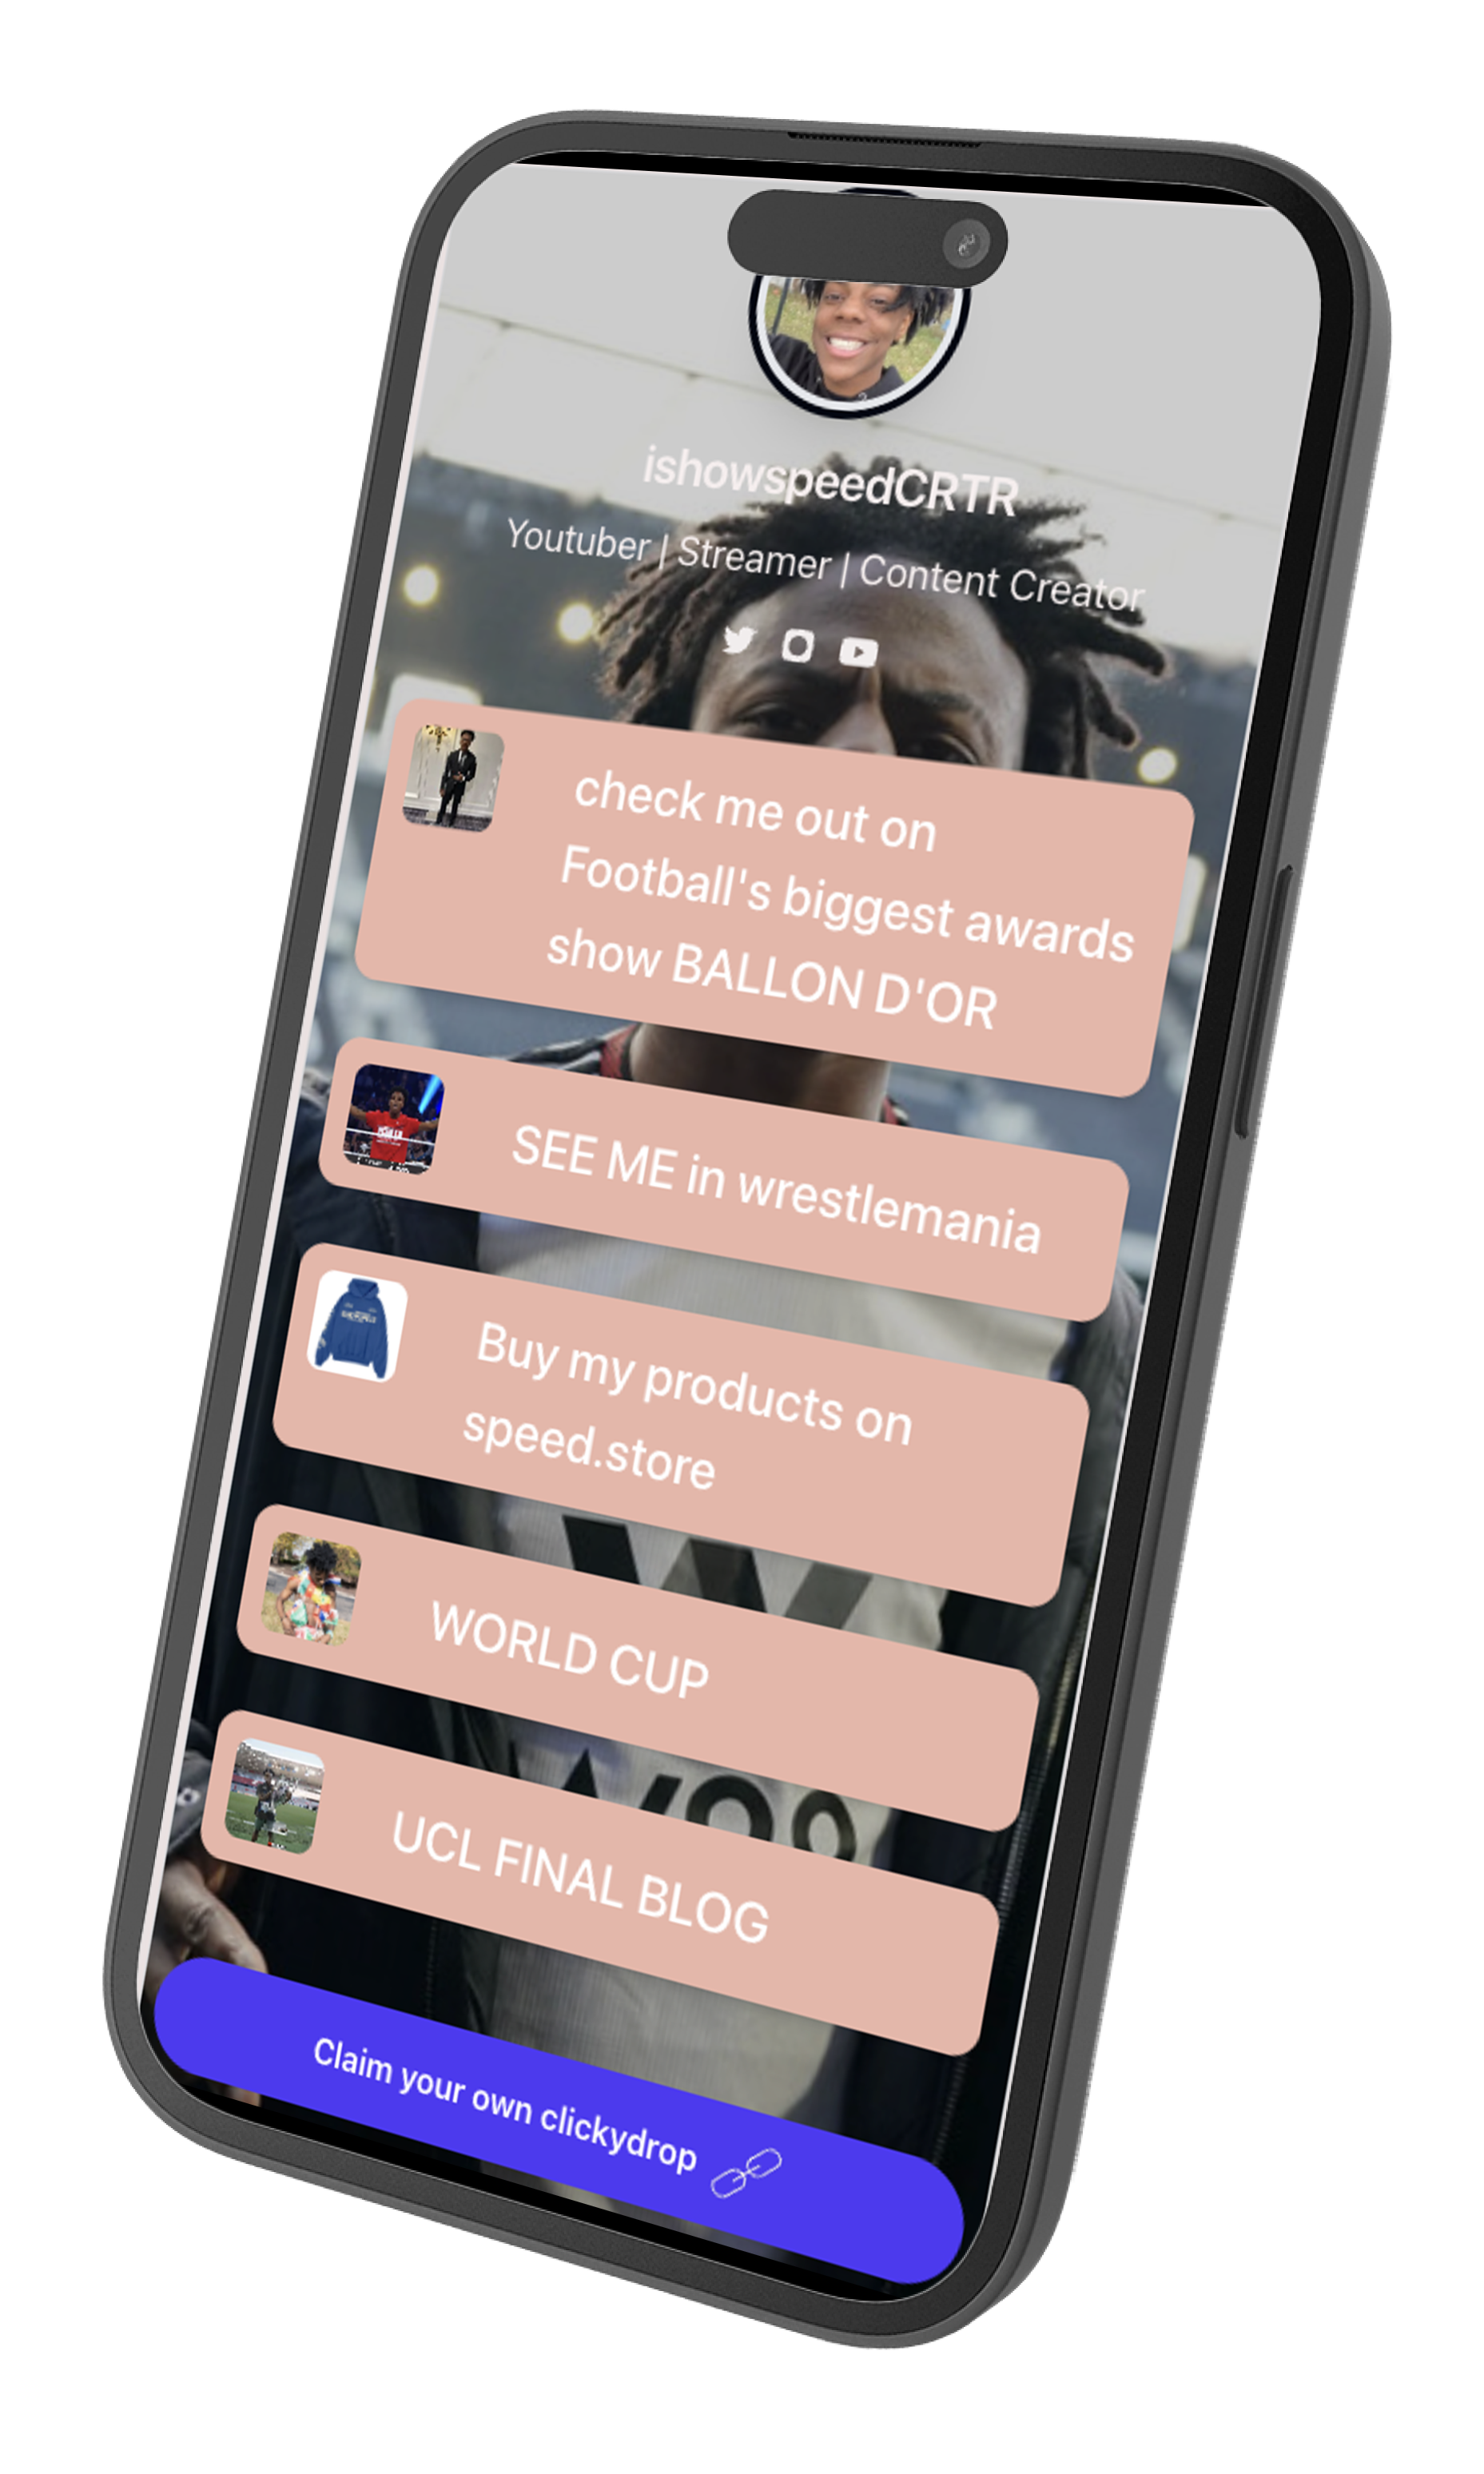 ishowspeedCRTR
Youtuber | Streamer | Content Creator
check me out on
Football's biggest awards
show BALLON D'OR
SEE ME in wrestlemania
Buy my products on
speed.store
WORLD CUP
UCL FINAL BLOG
Claim your own clickydrop